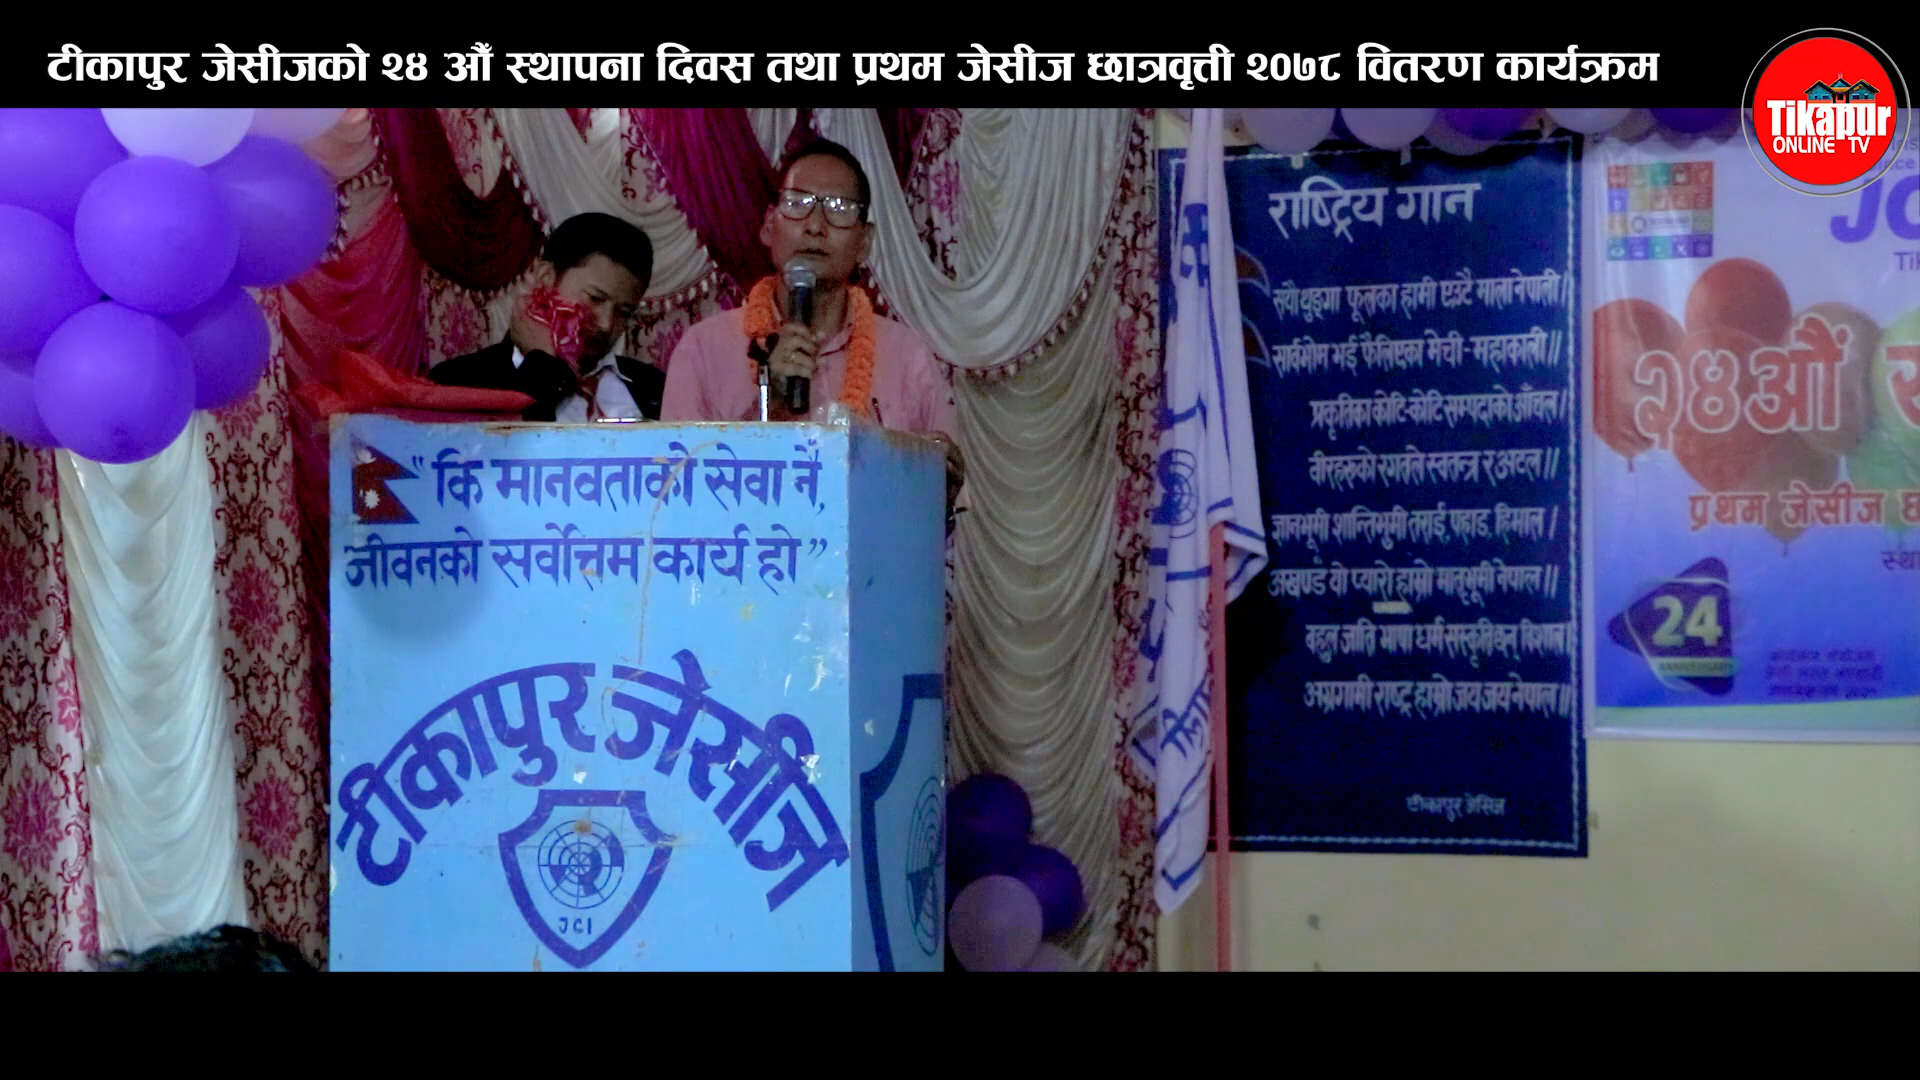 टीकापुर जेसीजको २४ औं स्थापना दिवस तथा प्रथम जेसीज छात्रवृत्ती २०७८ वितरण कार्यक्रम
Tikapur
ONLINE TV
"कि मानवताको सेवा नै,
जीवनको सर्वोत्तम कार्य हो"
टीकापुर जेसीज
JCI
राष्ट्रिय गान
सयौ थुङ्गा फूलका हामी एउटै माला नेपाली।
सार्वभौम भई फैलिएका मेची-महाकाली॥
प्रकृतिका कोटि-कोटि सम्पदाको आँचल।
वीरहरुको रगतले स्वतन्त्र र अटल॥
ज्ञानभूमी शान्तिभुमी तराई, पहाड, हिमाल।
अखण्ड यो प्यारो हाम्रो मातृभूमी नेपाल॥
बहुल जाति भाषा धर्म संस्कृति छन् विशाल।
अग्रगामी राष्ट्र हाम्रो जय जय नेपाल॥
टीकापुर जेसिज
२४औं
प्रथम जेसीज
24
ANNIVERSARY